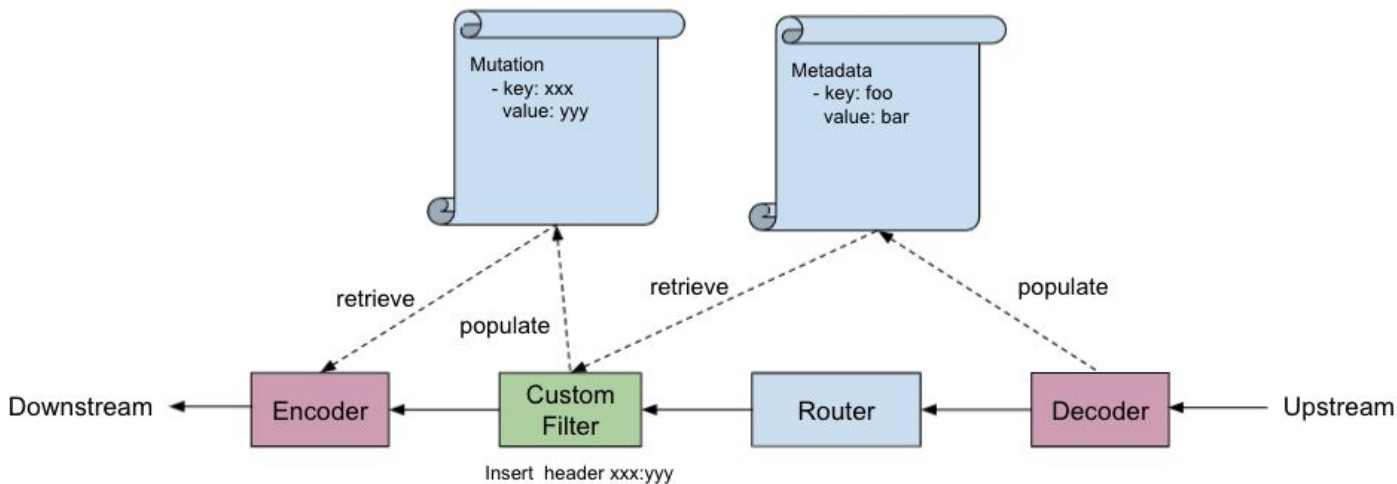 Mutation
- key: xxx
value: yyy
Metadata
- key: foo
value: bar
retrieve
populate
retrieve
populate
Downstream
Encoder
Custom
Filter
Router
Decoder
Upstream
Insert header xxx:yyy